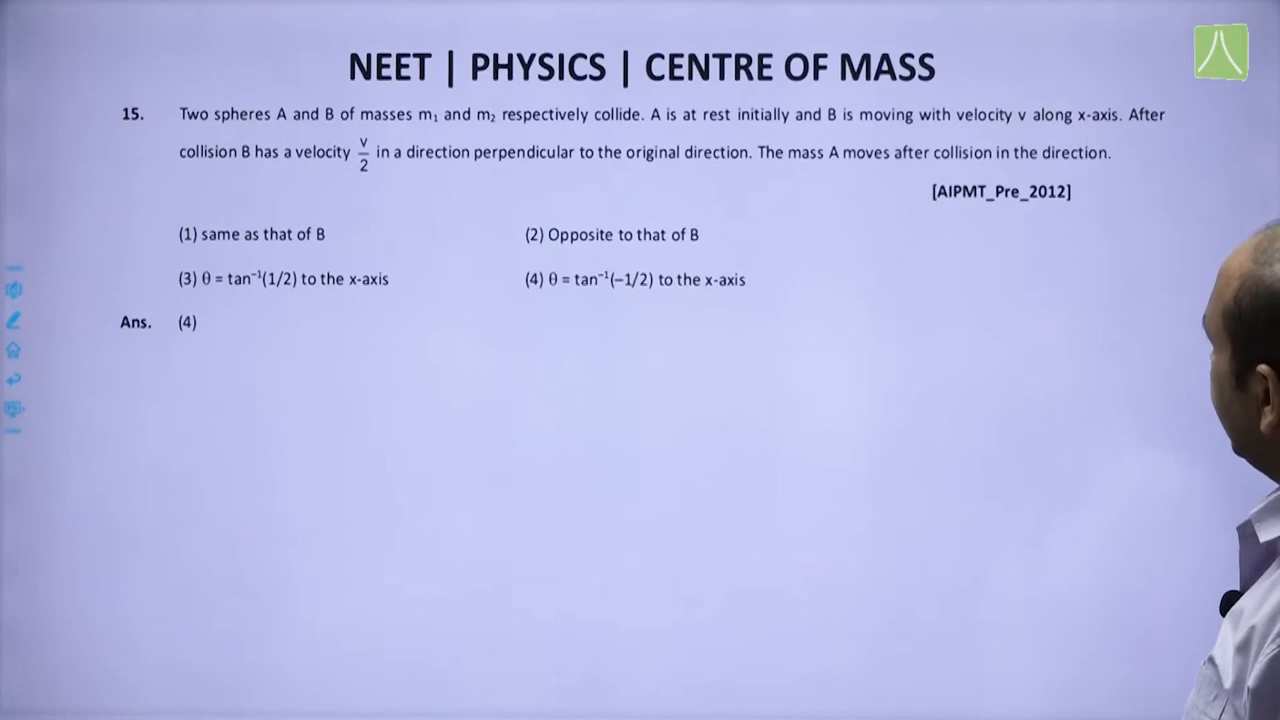 NEET | PHYSICS | CENTRE OF MASS
15. Two spheres A and B of masses m₁ and m₂ respectively collide. A is at rest initially and B is moving with velocity v along x-axis. After
collision B has a velocity v/2 in a direction perpendicular to the original direction. The mass A moves after collision in the direction.
[AIPMT_Pre_2012]
(1) same as that of B (2) Opposite to that of B
(3) θ = tan⁻¹(1/2) to the x-axis (4) θ = tan⁻¹(−1/2) to the x-axis
Ans. (4)